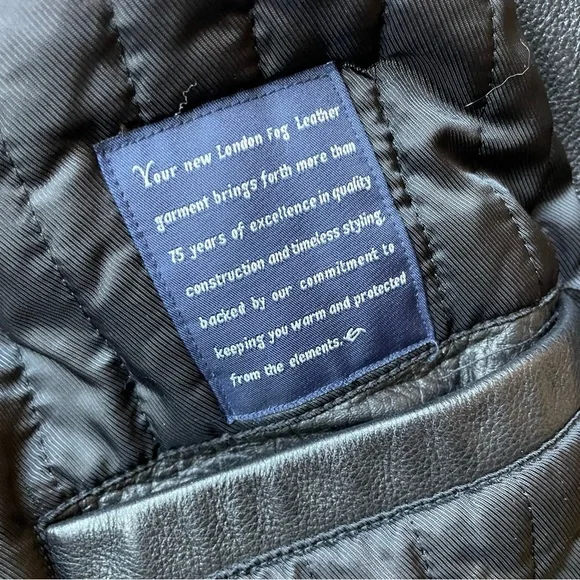 Your new London Fog Leather
garment brings forth more than
75 years of excellence in quality
construction and timeless styling,
backed by our commitment to
keeping you warm and protected
from the elements.